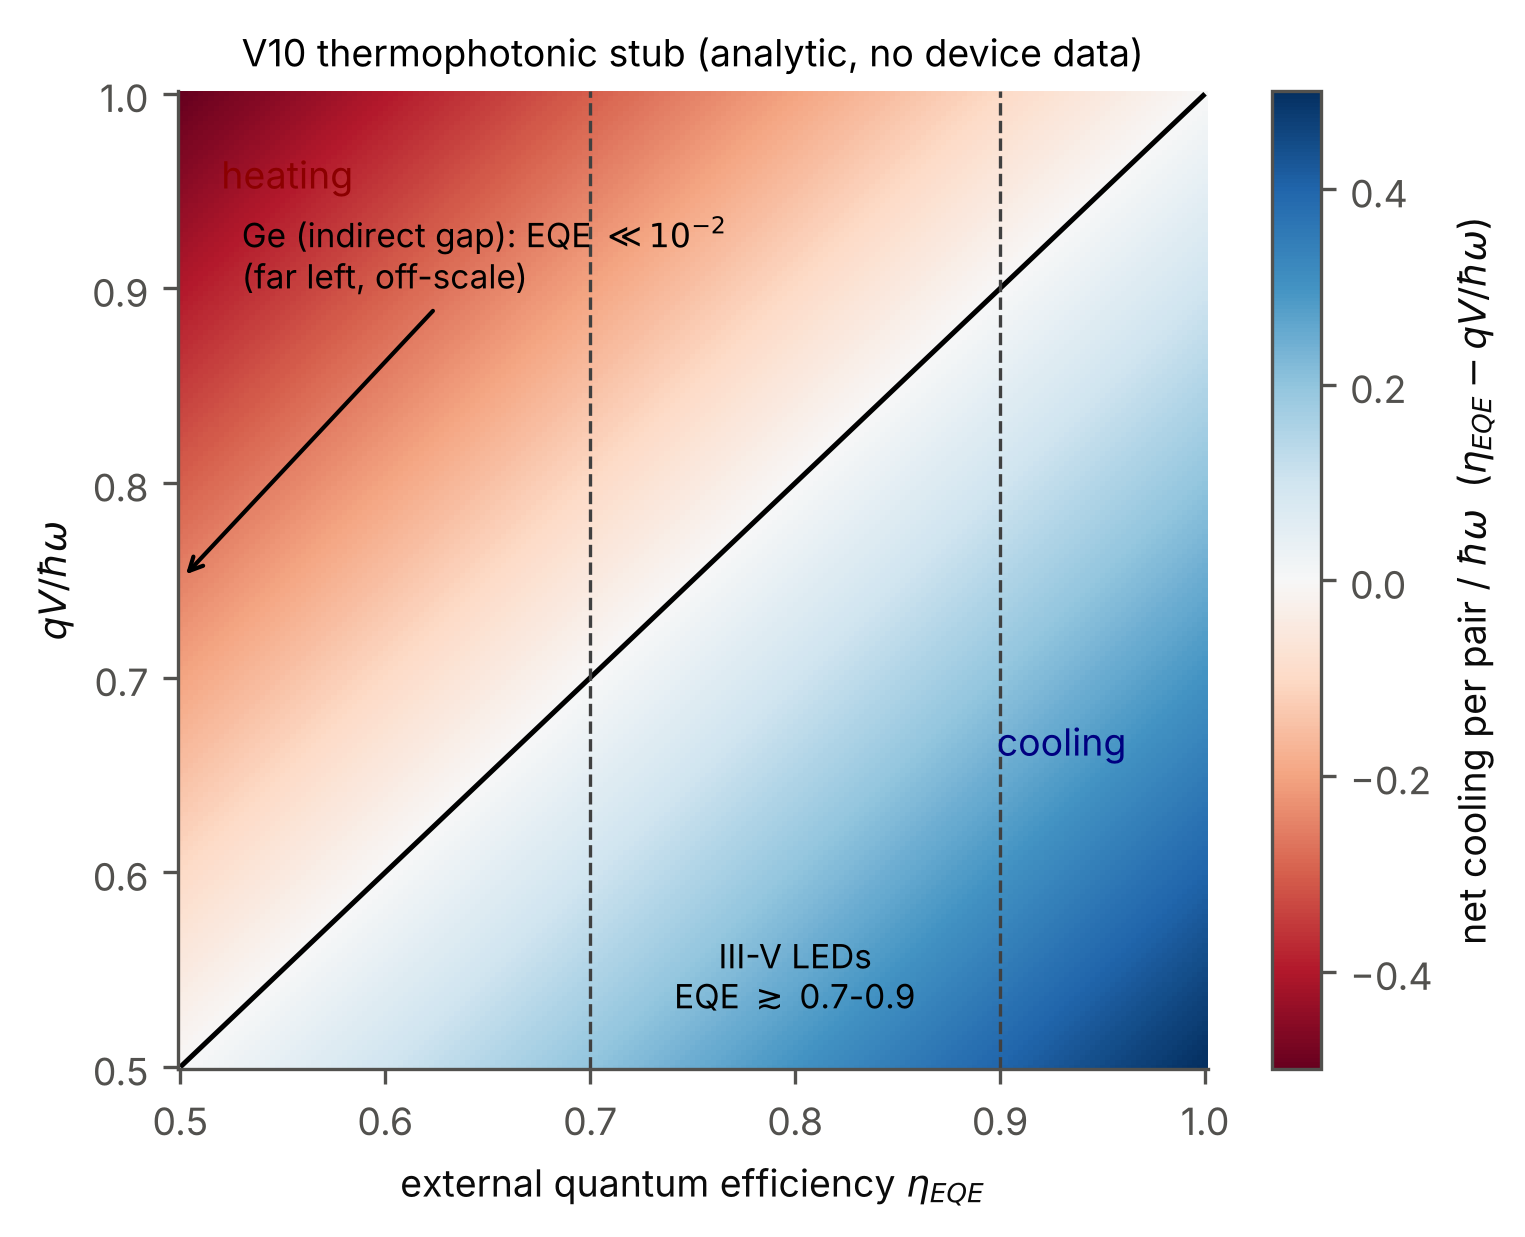 V10 thermophotonic stub (analytic, no device data)
1.0
0.9
0.8
0.7
0.6
0.5
qV/ħω
heating
Ge (indirect gap): EQE ≪ 10⁻²
(far left, off-scale)
cooling
III-V LEDs
EQE ≳ 0.7-0.9
0.5
0.6
0.7
0.8
0.9
1.0
external quantum efficiency η_EQE
0.4
0.2
0.0
−0.2
−0.4
net cooling per pair / ħω (η_EQE − qV/ħω)